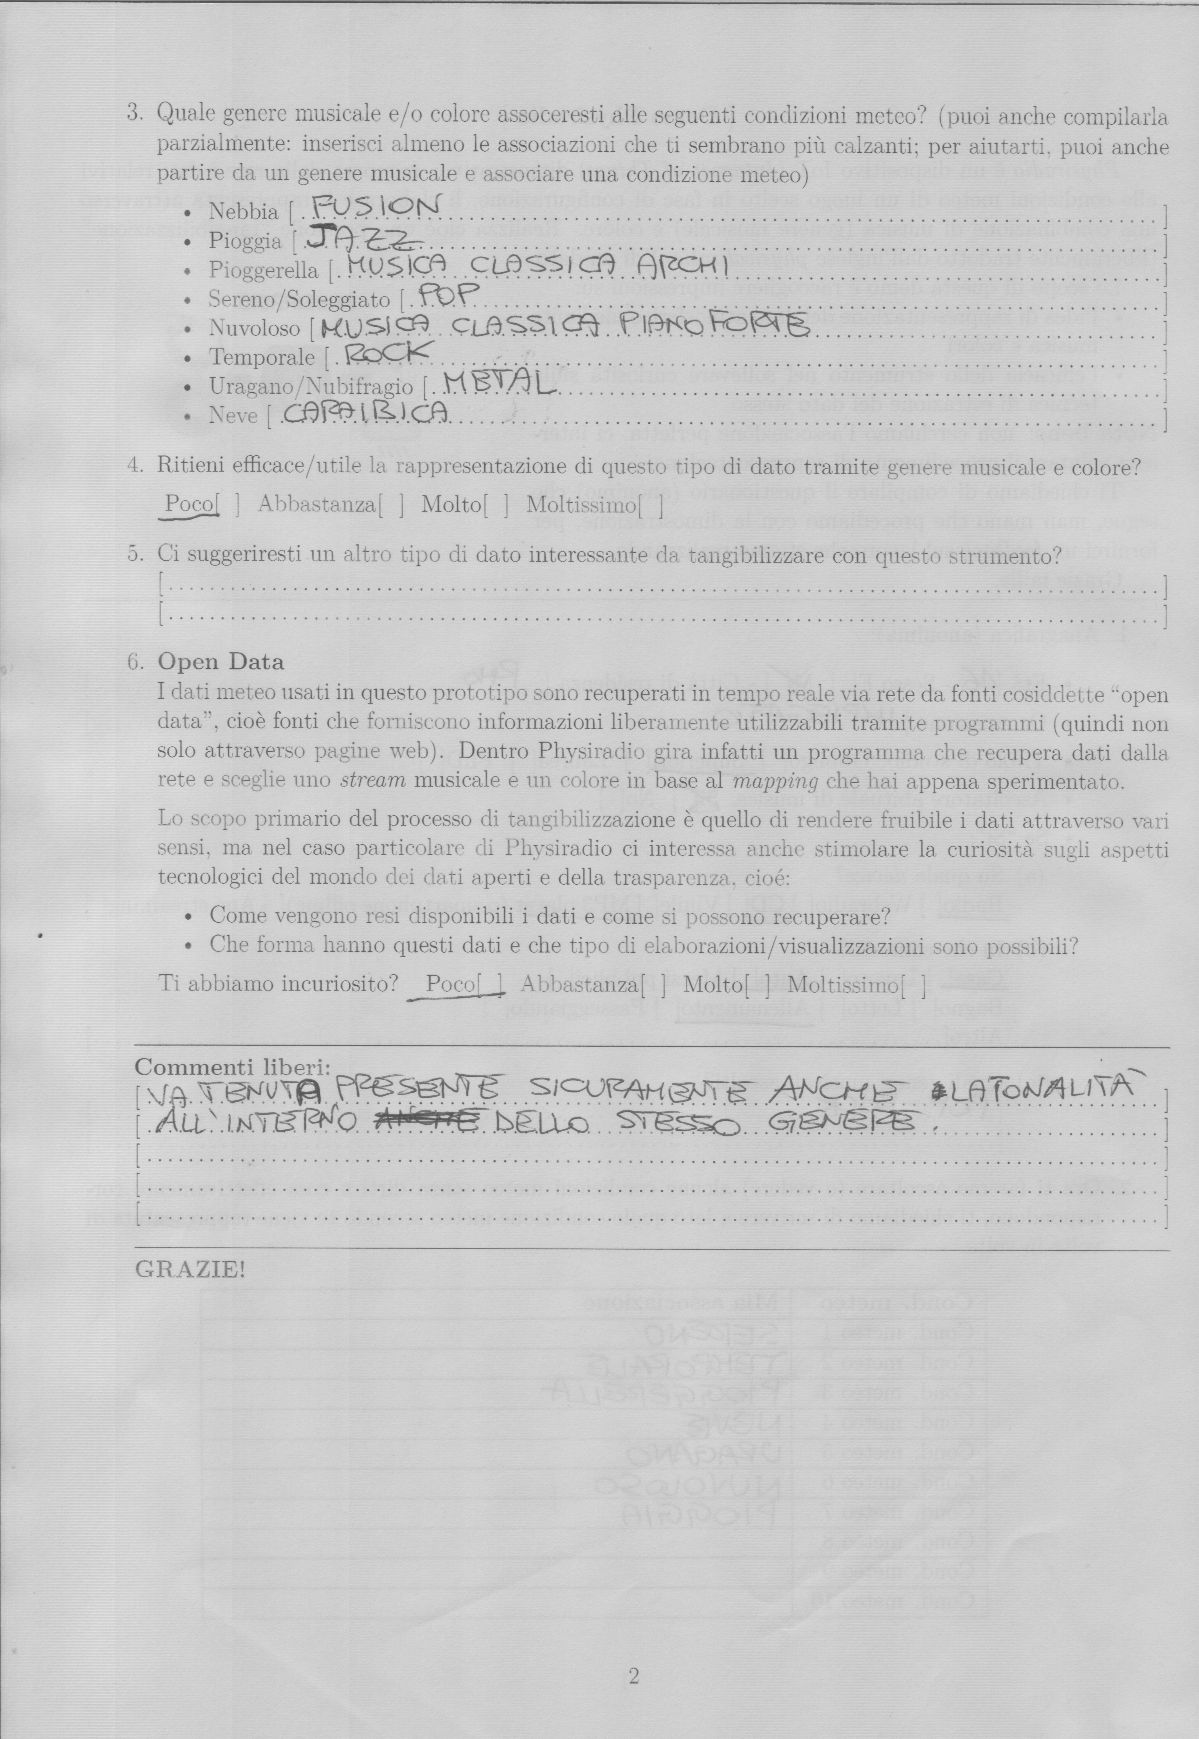 3. Quale genere musicale e/o colore assoceresti alle seguenti condizioni meteo? (puoi anche compilarla
parzialmente: inserisci almeno le associazioni che ti sembrano più calzanti; per aiutarti, puoi anche
partire da un genere musicale e associare una condizione meteo)
• Nebbia [ FUSION ]
• Pioggia [ JAZZ ]
• Pioggerella [ MUSICA CLASSICA ARCHI ]
• Sereno/Soleggiato [ POP ]
• Nuvoloso [ MUSICA CLASSICA PIANOFORTE ]
• Temporale [ ROCK ]
• Uragano/Nubifragio [ METAL ]
• Neve [ CARAIBICA ]
4. Ritieni efficace/utile la rappresentazione di questo tipo di dato tramite genere musicale e colore?
Poco[ ] Abbastanza[ ] Molto[ ] Moltissimo[ ]
5. Ci suggeriresti un altro tipo di dato interessante da tangibilizzare con questo strumento?
[ ]
[ ]
6. Open Data
I dati meteo usati in questo prototipo sono recuperati in tempo reale via rete da fonti cosiddette “open
data”, cioè fonti che forniscono informazioni liberamente utilizzabili tramite programmi (quindi non
solo attraverso pagine web). Dentro Physiradio gira infatti un programma che recupera dati dalla
rete e sceglie uno stream musicale e un colore in base al mapping che hai appena sperimentato.
Lo scopo primario del processo di tangibilizzazione è quello di rendere fruibile i dati attraverso vari
sensi, ma nel caso particolare di Physiradio ci interessa anche stimolare la curiosità sugli aspetti
tecnologici del mondo dei dati aperti e della trasparenza, cioé:
• Come vengono resi disponibili i dati e come si possono recuperare?
• Che forma hanno questi dati e che tipo di elaborazioni/visualizzazioni sono possibili?
Ti abbiamo incuriosito? Poco[ ] Abbastanza[ ] Molto[ ] Moltissimo[ ]
Commenti liberi:
[ VA TENUTA PRESENTE SICURAMENTE ANCHE LA TONALITÀ ]
[ ALL'INTERNO DELLO STESSO GENERE. ]
[ ]
[ ]
[ ]
GRAZIE!
2